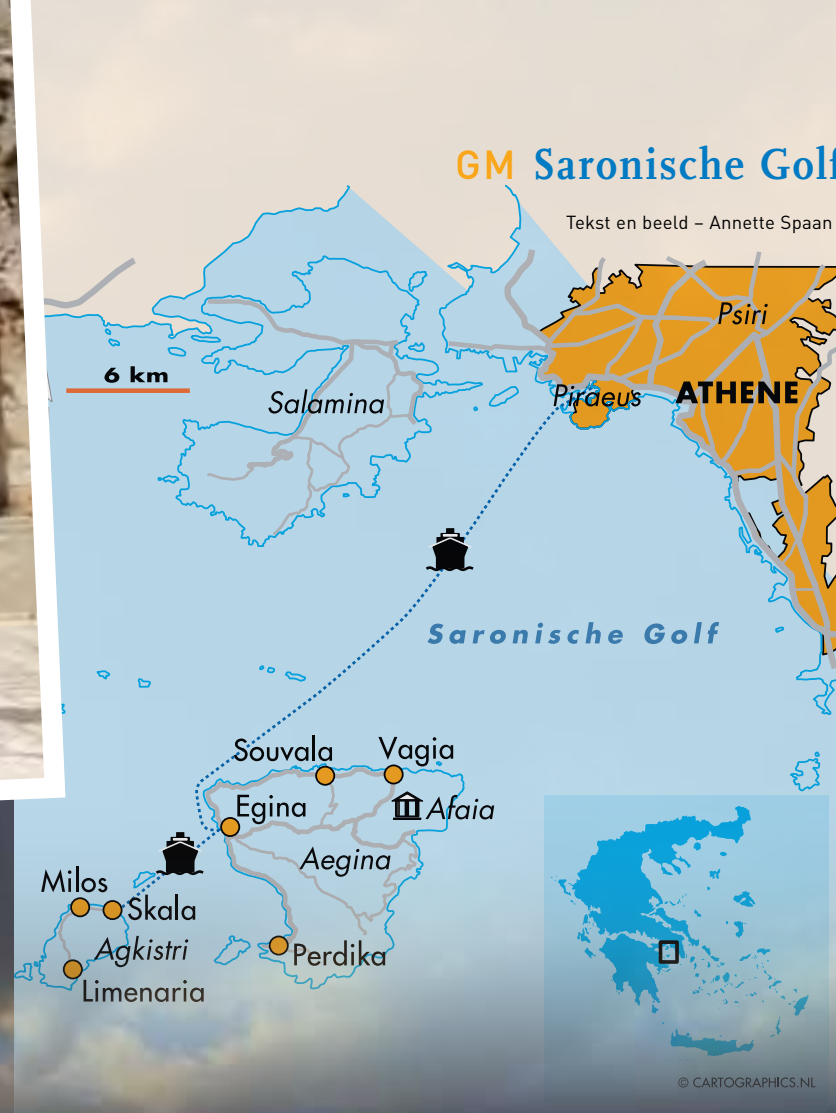 GM Saronische Golf
Tekst en beeld – Annette Spaan
Psiri
6 km
Salamina
Piraeus
ATHENE
Saronische Golf
Souvala
Vagia
Egina
Afaia
Aegina
Milos
Skala
Agkistri
Perdika
Limenaria
© CARTOGRAPHICS.NL